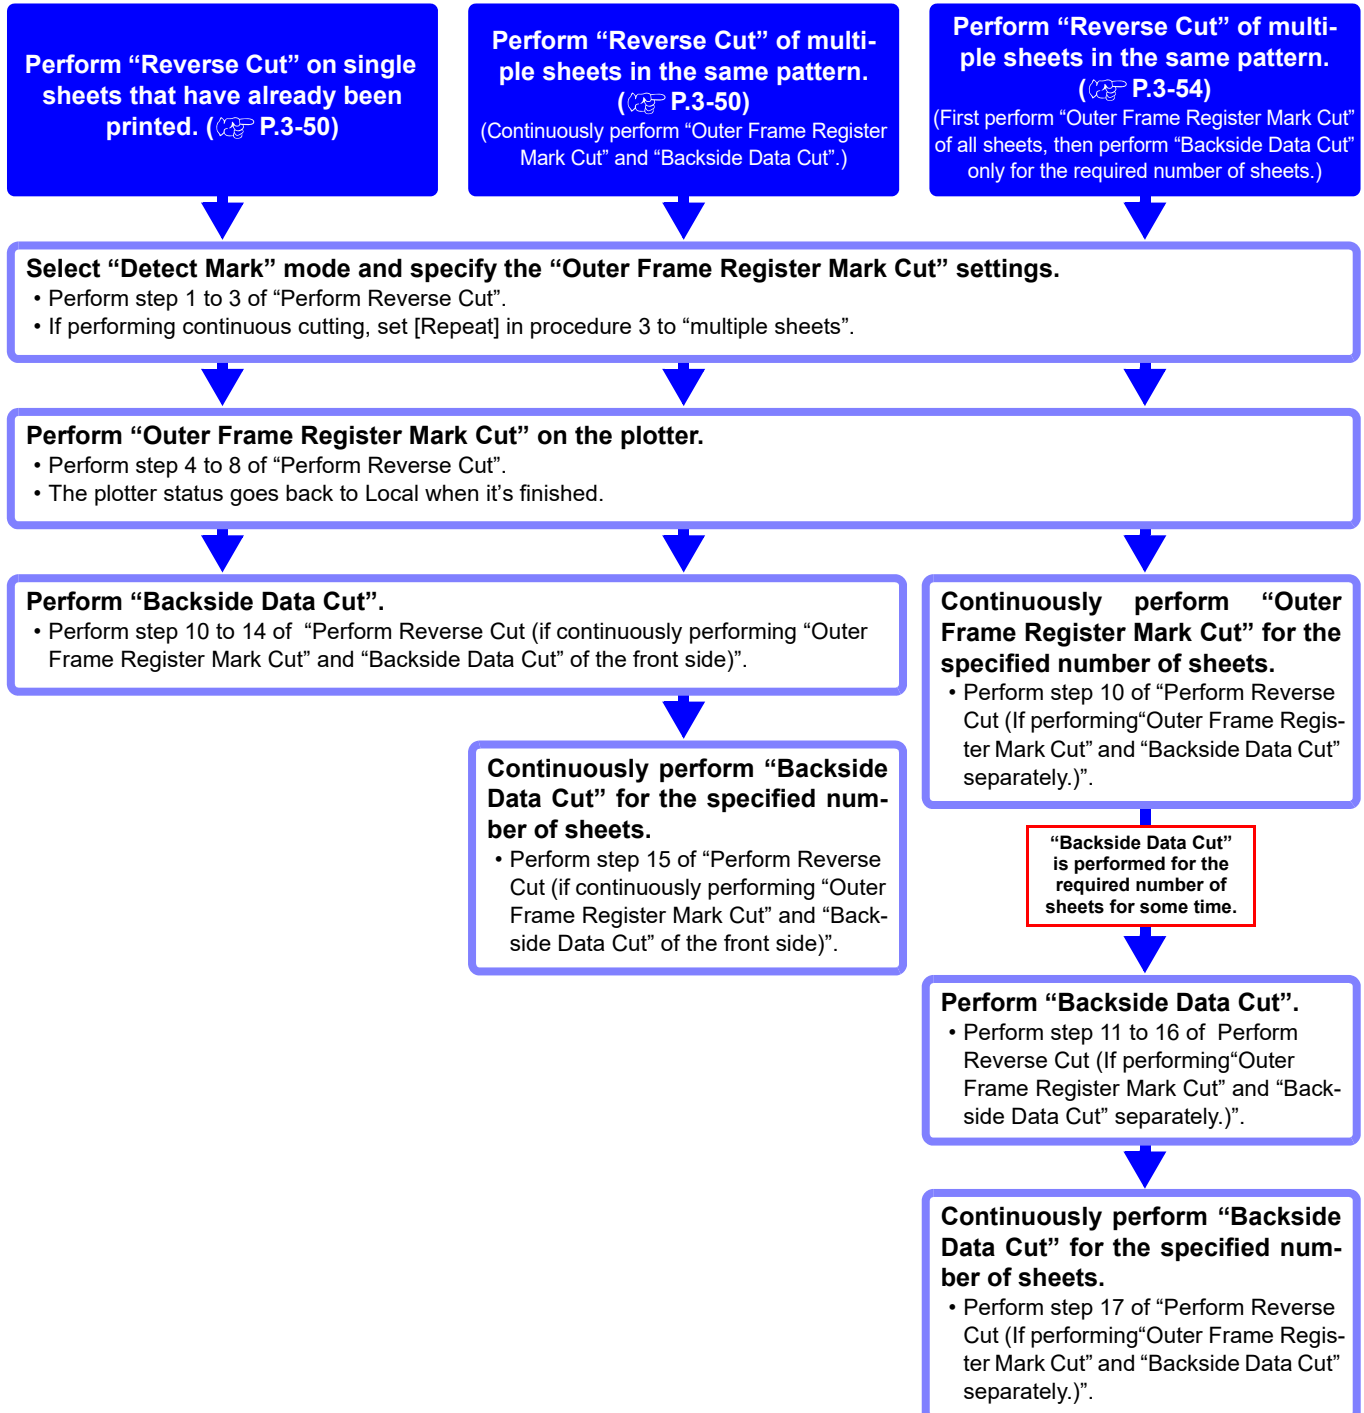 Perform “Reverse Cut” on single
sheets that have already been
printed. (P.3-50)
Perform “Reverse Cut” of multi-
ple sheets in the same pattern.
(P.3-50)
(Continuously perform “Outer Frame Register
Mark Cut” and “Backside Data Cut”.)
Perform “Reverse Cut” of multi-
ple sheets in the same pattern.
(P.3-54)
(First perform “Outer Frame Register Mark Cut”
of all sheets, then perform “Backside Data Cut”
only for the required number of sheets.)
Select “Detect Mark” mode and specify the “Outer Frame Register Mark Cut” settings.
• Perform step 1 to 3 of “Perform Reverse Cut”.
• If performing continuous cutting, set [Repeat] in procedure 3 to “multiple sheets”.
Perform “Outer Frame Register Mark Cut” on the plotter.
• Perform step 4 to 8 of “Perform Reverse Cut”.
• The plotter status goes back to Local when it’s finished.
Perform “Backside Data Cut”.
• Perform step 10 to 14 of “Perform Reverse Cut (if continuously performing “Outer
Frame Register Mark Cut” and “Backside Data Cut” of the front side)”.
Continuously perform “Backside
Data Cut” for the specified num-
ber of sheets.
• Perform step 15 of “Perform Reverse
Cut (if continuously performing “Outer
Frame Register Mark Cut” and “Back-
side Data Cut” of the front side)”.
Continuously perform “Outer
Frame Register Mark Cut” for the
specified number of sheets.
• Perform step 10 of “Perform Reverse
Cut (If performing“Outer Frame Regis-
ter Mark Cut” and “Backside Data Cut”
separately.)”.
“Backside Data Cut”
is performed for the
required number of
sheets for some time.
Perform “Backside Data Cut”.
• Perform step 11 to 16 of Perform
Reverse Cut (If performing“Outer
Frame Register Mark Cut” and “Back-
side Data Cut” separately.)”.
Continuously perform “Backside
Data Cut” for the specified num-
ber of sheets.
• Perform step 17 of “Perform Reverse
Cut (If performing“Outer Frame Regis-
ter Mark Cut” and “Backside Data Cut”
separately.)”.